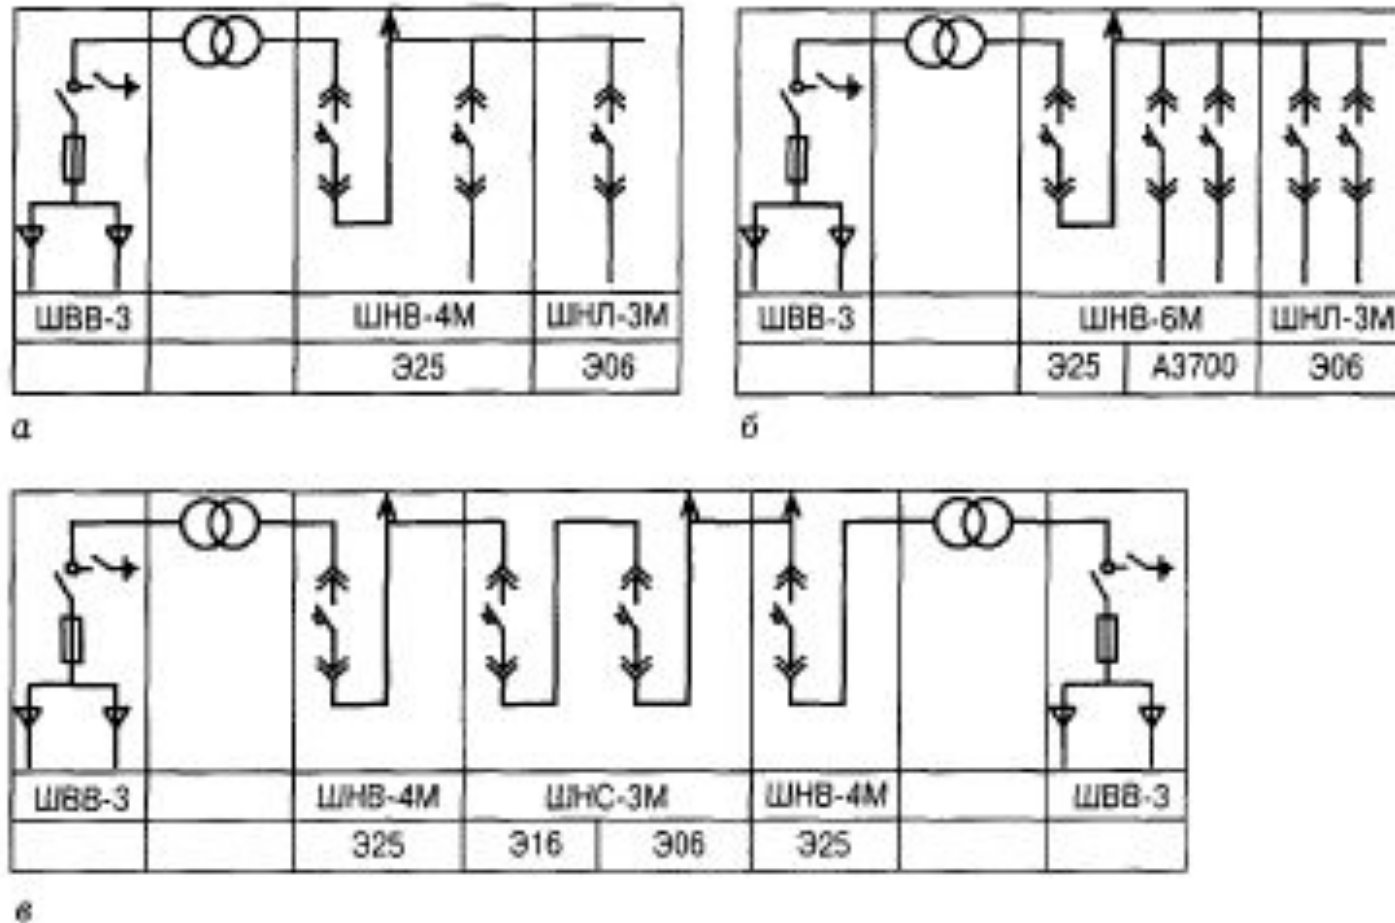 ШВВ-3 ШНВ-4М ШНЛ-3М
Э25 Э06
а
ШВВ-3 ШНВ-6М ШНЛ-3М
Э25 А3700 Э06
б
ШВВ-3 ШНВ-4М ШНС-3М ШНВ-4М ШВВ-3
Э25 Э16 Э06 Э25
в